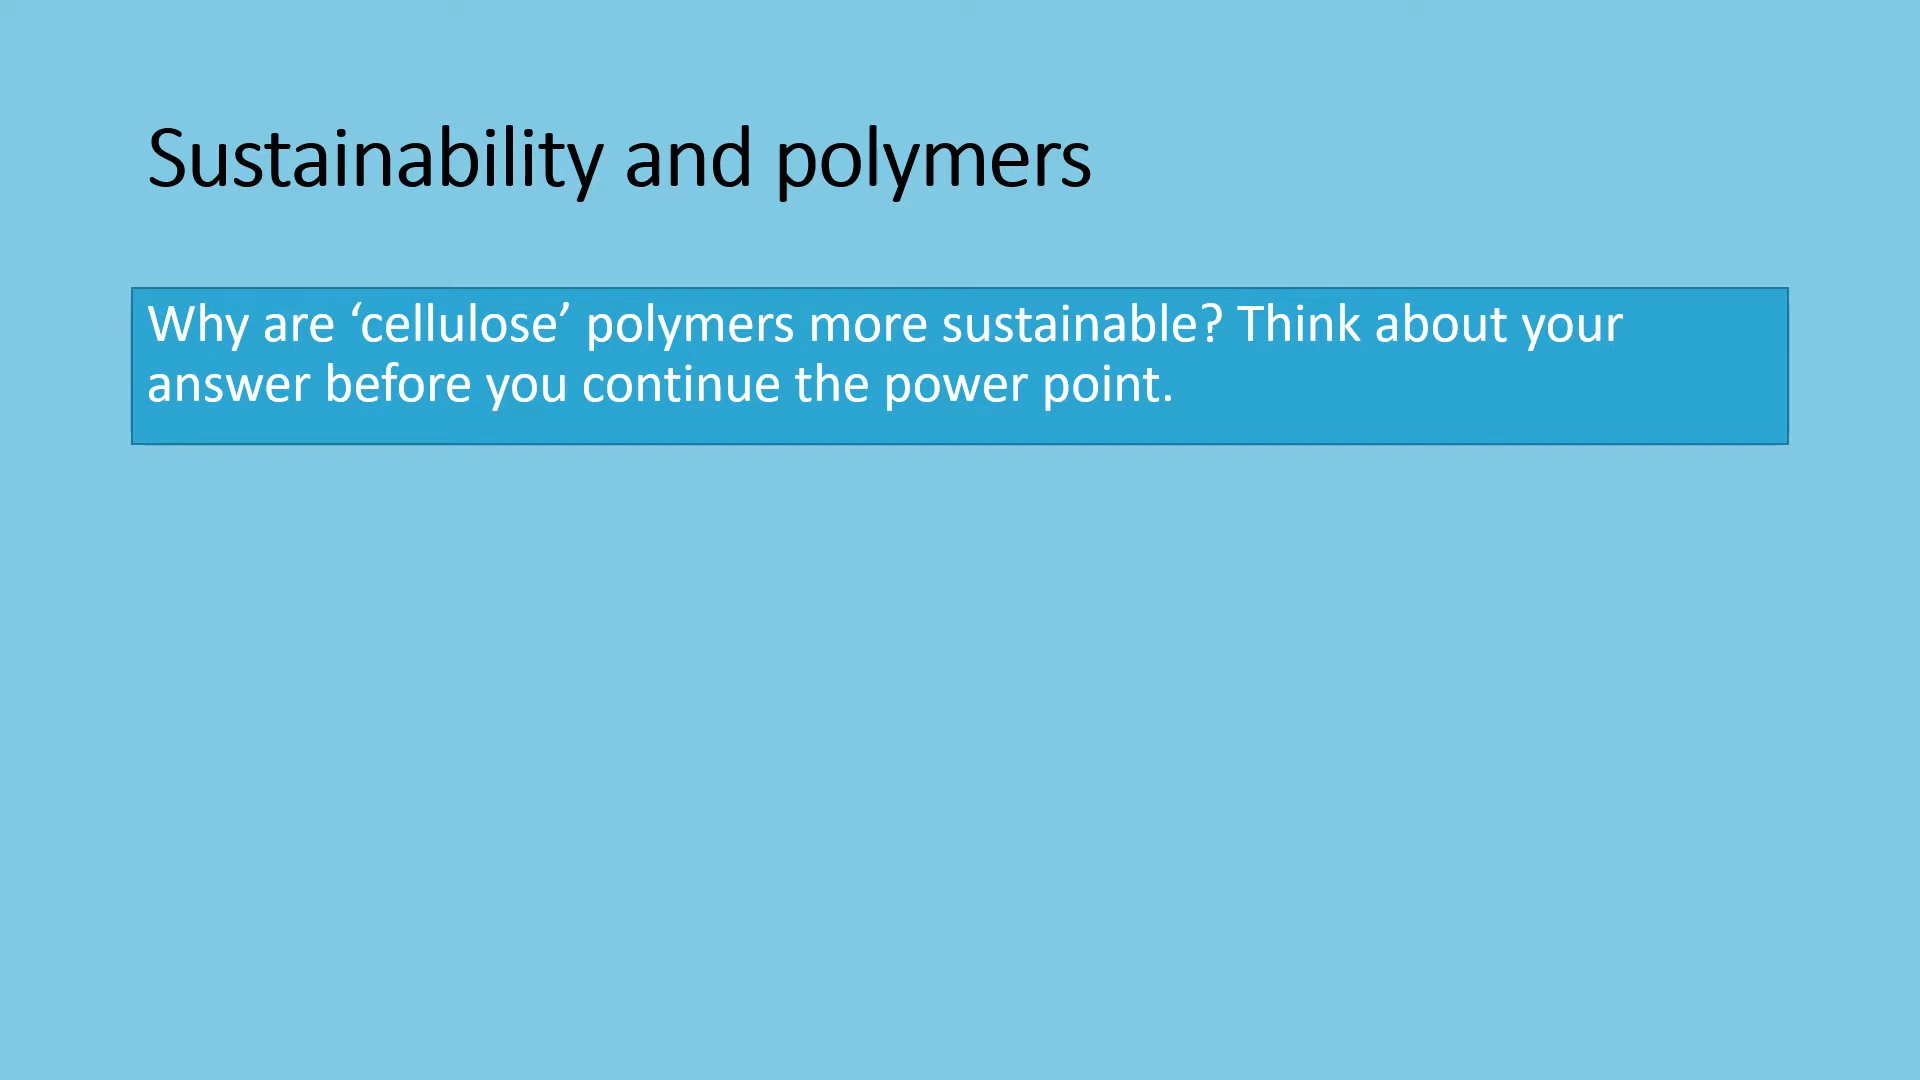 Sustainability and polymers
Why are ‘cellulose’ polymers more sustainable? Think about your
answer before you continue the power point.